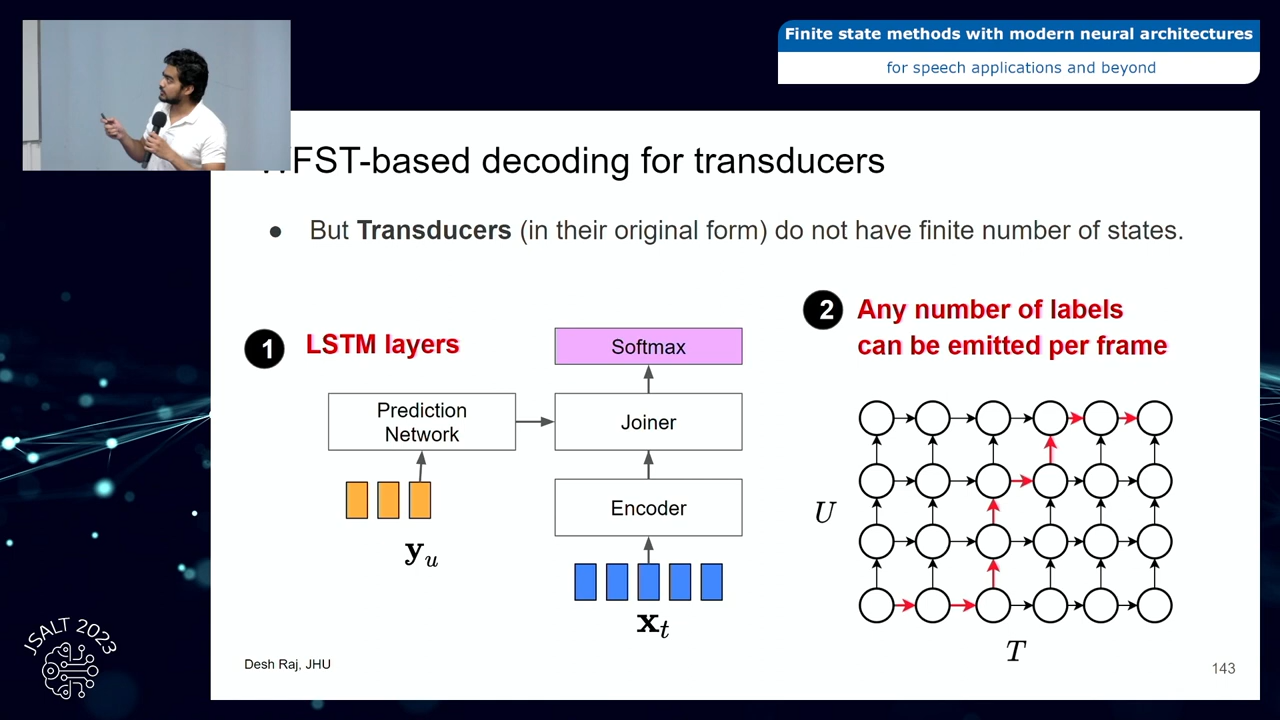 Finite state methods with modern neural architectures
for speech applications and beyond
FST-based decoding for transducers
● But Transducers (in their original form) do not have finite number of states.
1 LSTM layers
2 Any number of labels
can be emitted per frame
Softmax
Prediction
Network
Joiner
Encoder
y_u
x_t
U
T
JSALT 2023
Desh Raj, JHU
143